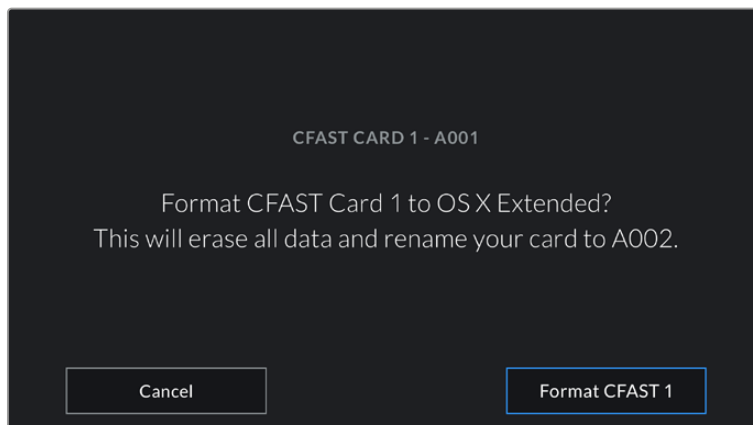 CFAST CARD 1 - A001
Format CFAST Card 1 to OS X Extended?
This will erase all data and rename your card to A002.
Cancel
Format CFAST 1